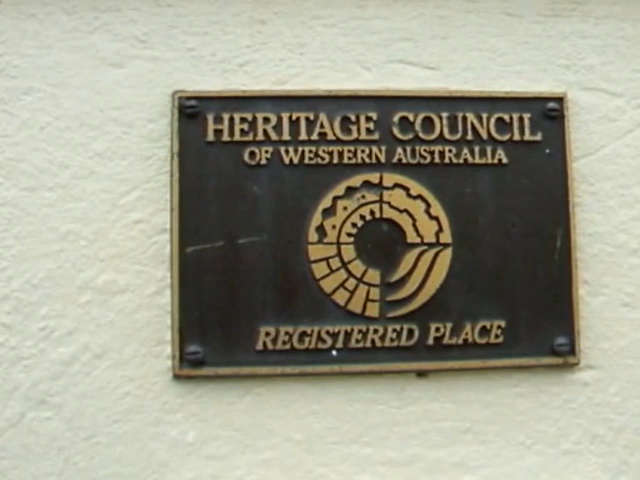 HERITAGE COUNCIL
OF WESTERN AUSTRALIA
REGISTERED PLACE